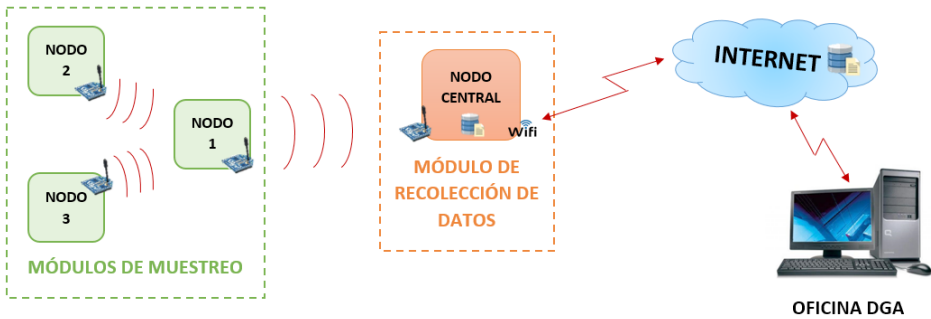 NODO
2
NODO
1
NODO
3
MÓDULOS DE MUESTREO
NODO
CENTRAL
Wifi
MÓDULO DE
RECOLECCIÓN DE
DATOS
INTERNET
OFICINA DGA